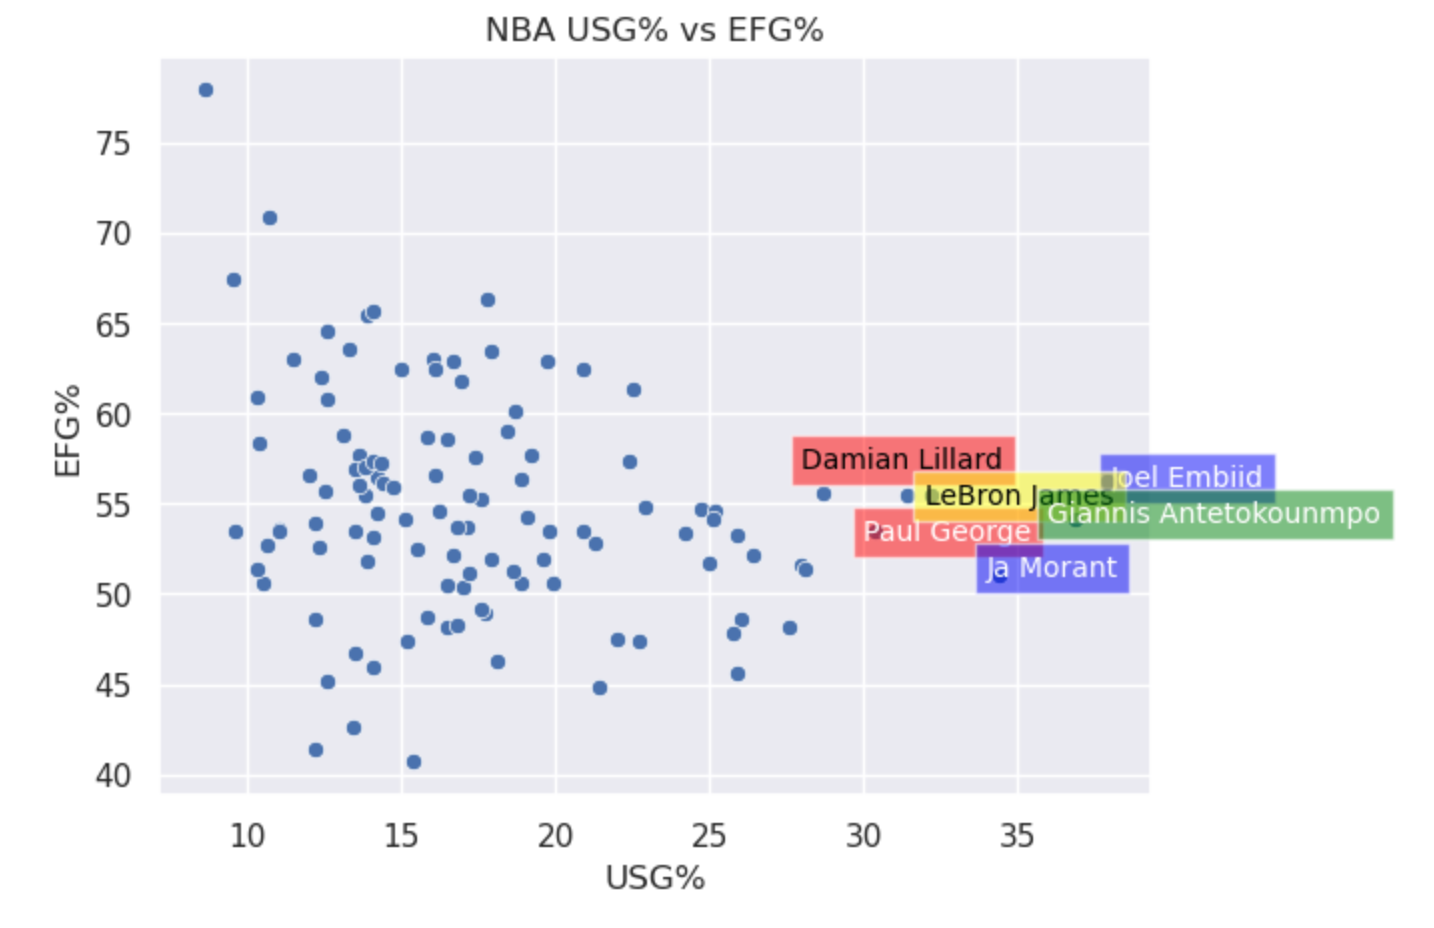 NBA USG% vs EFG%
75
70
65
60
55
50
45
40
EFG%
Damian Lillard
Joel Embiid
LeBron James
Giannis Antetokounmpo
Paul George
Ja Morant
10 15 20 25 30 35
USG%